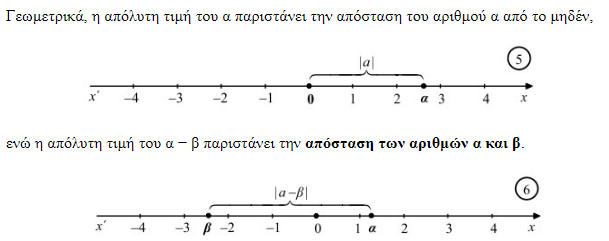 Γεωμετρικά, η απόλυτη τιμή του α παριστάνει την απόσταση του αριθμού α από το μηδέν,
|α| 5
x΄ –4 –3 –2 –1 0 1 2 α 3 4 x
ενώ η απόλυτη τιμή του α – β παριστάνει την απόσταση των αριθμών α και β.
|α –β| 6
x΄ –4 –3 β –2 –1 0 1 α 2 3 4 x